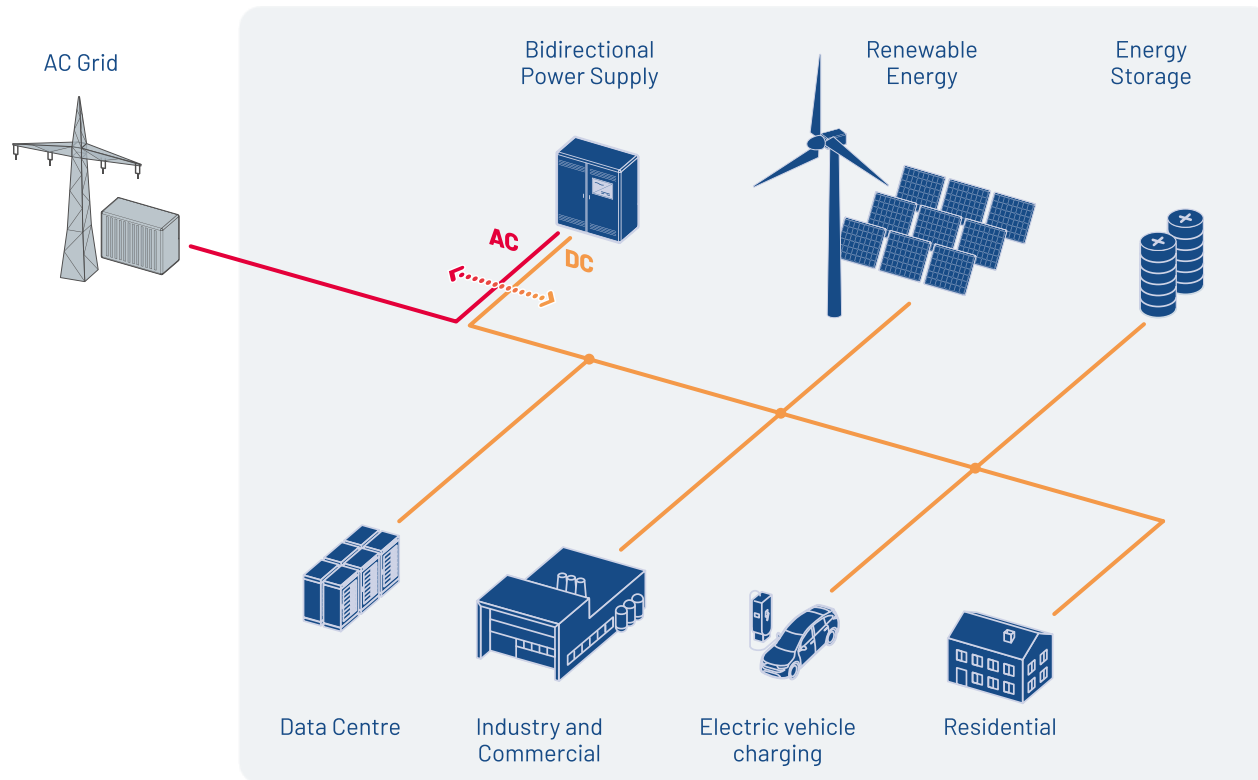 AC Grid
Bidirectional
Power Supply
Renewable
Energy
Energy
Storage
AC
DC
Data Centre
Industry and
Commercial
Electric vehicle
charging
Residential